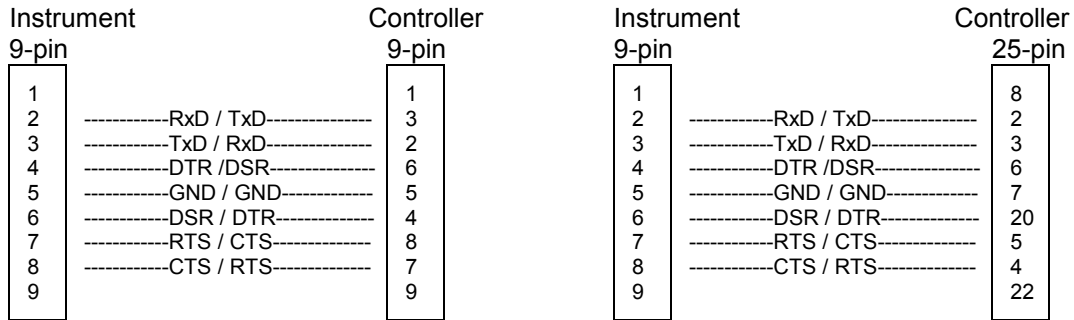 Instrument Controller Instrument Controller
9-pin 9-pin 9-pin 25-pin
1 1 1 8
2 -------------RxD / TxD---------------- 3 2 -------------RxD / TxD---------------- 2
3 -------------TxD / RxD---------------- 2 3 -------------TxD / RxD---------------- 3
4 -------------DTR /DSR---------------- 6 4 -------------DTR /DSR---------------- 6
5 -------------GND / GND-------------- 5 5 -------------GND / GND-------------- 7
6 -------------DSR / DTR--------------- 4 6 -------------DSR / DTR--------------- 20
7 -------------RTS / CTS--------------- 8 7 -------------RTS / CTS--------------- 5
8 -------------CTS / RTS--------------- 7 8 -------------CTS / RTS--------------- 4
9 9 9 22